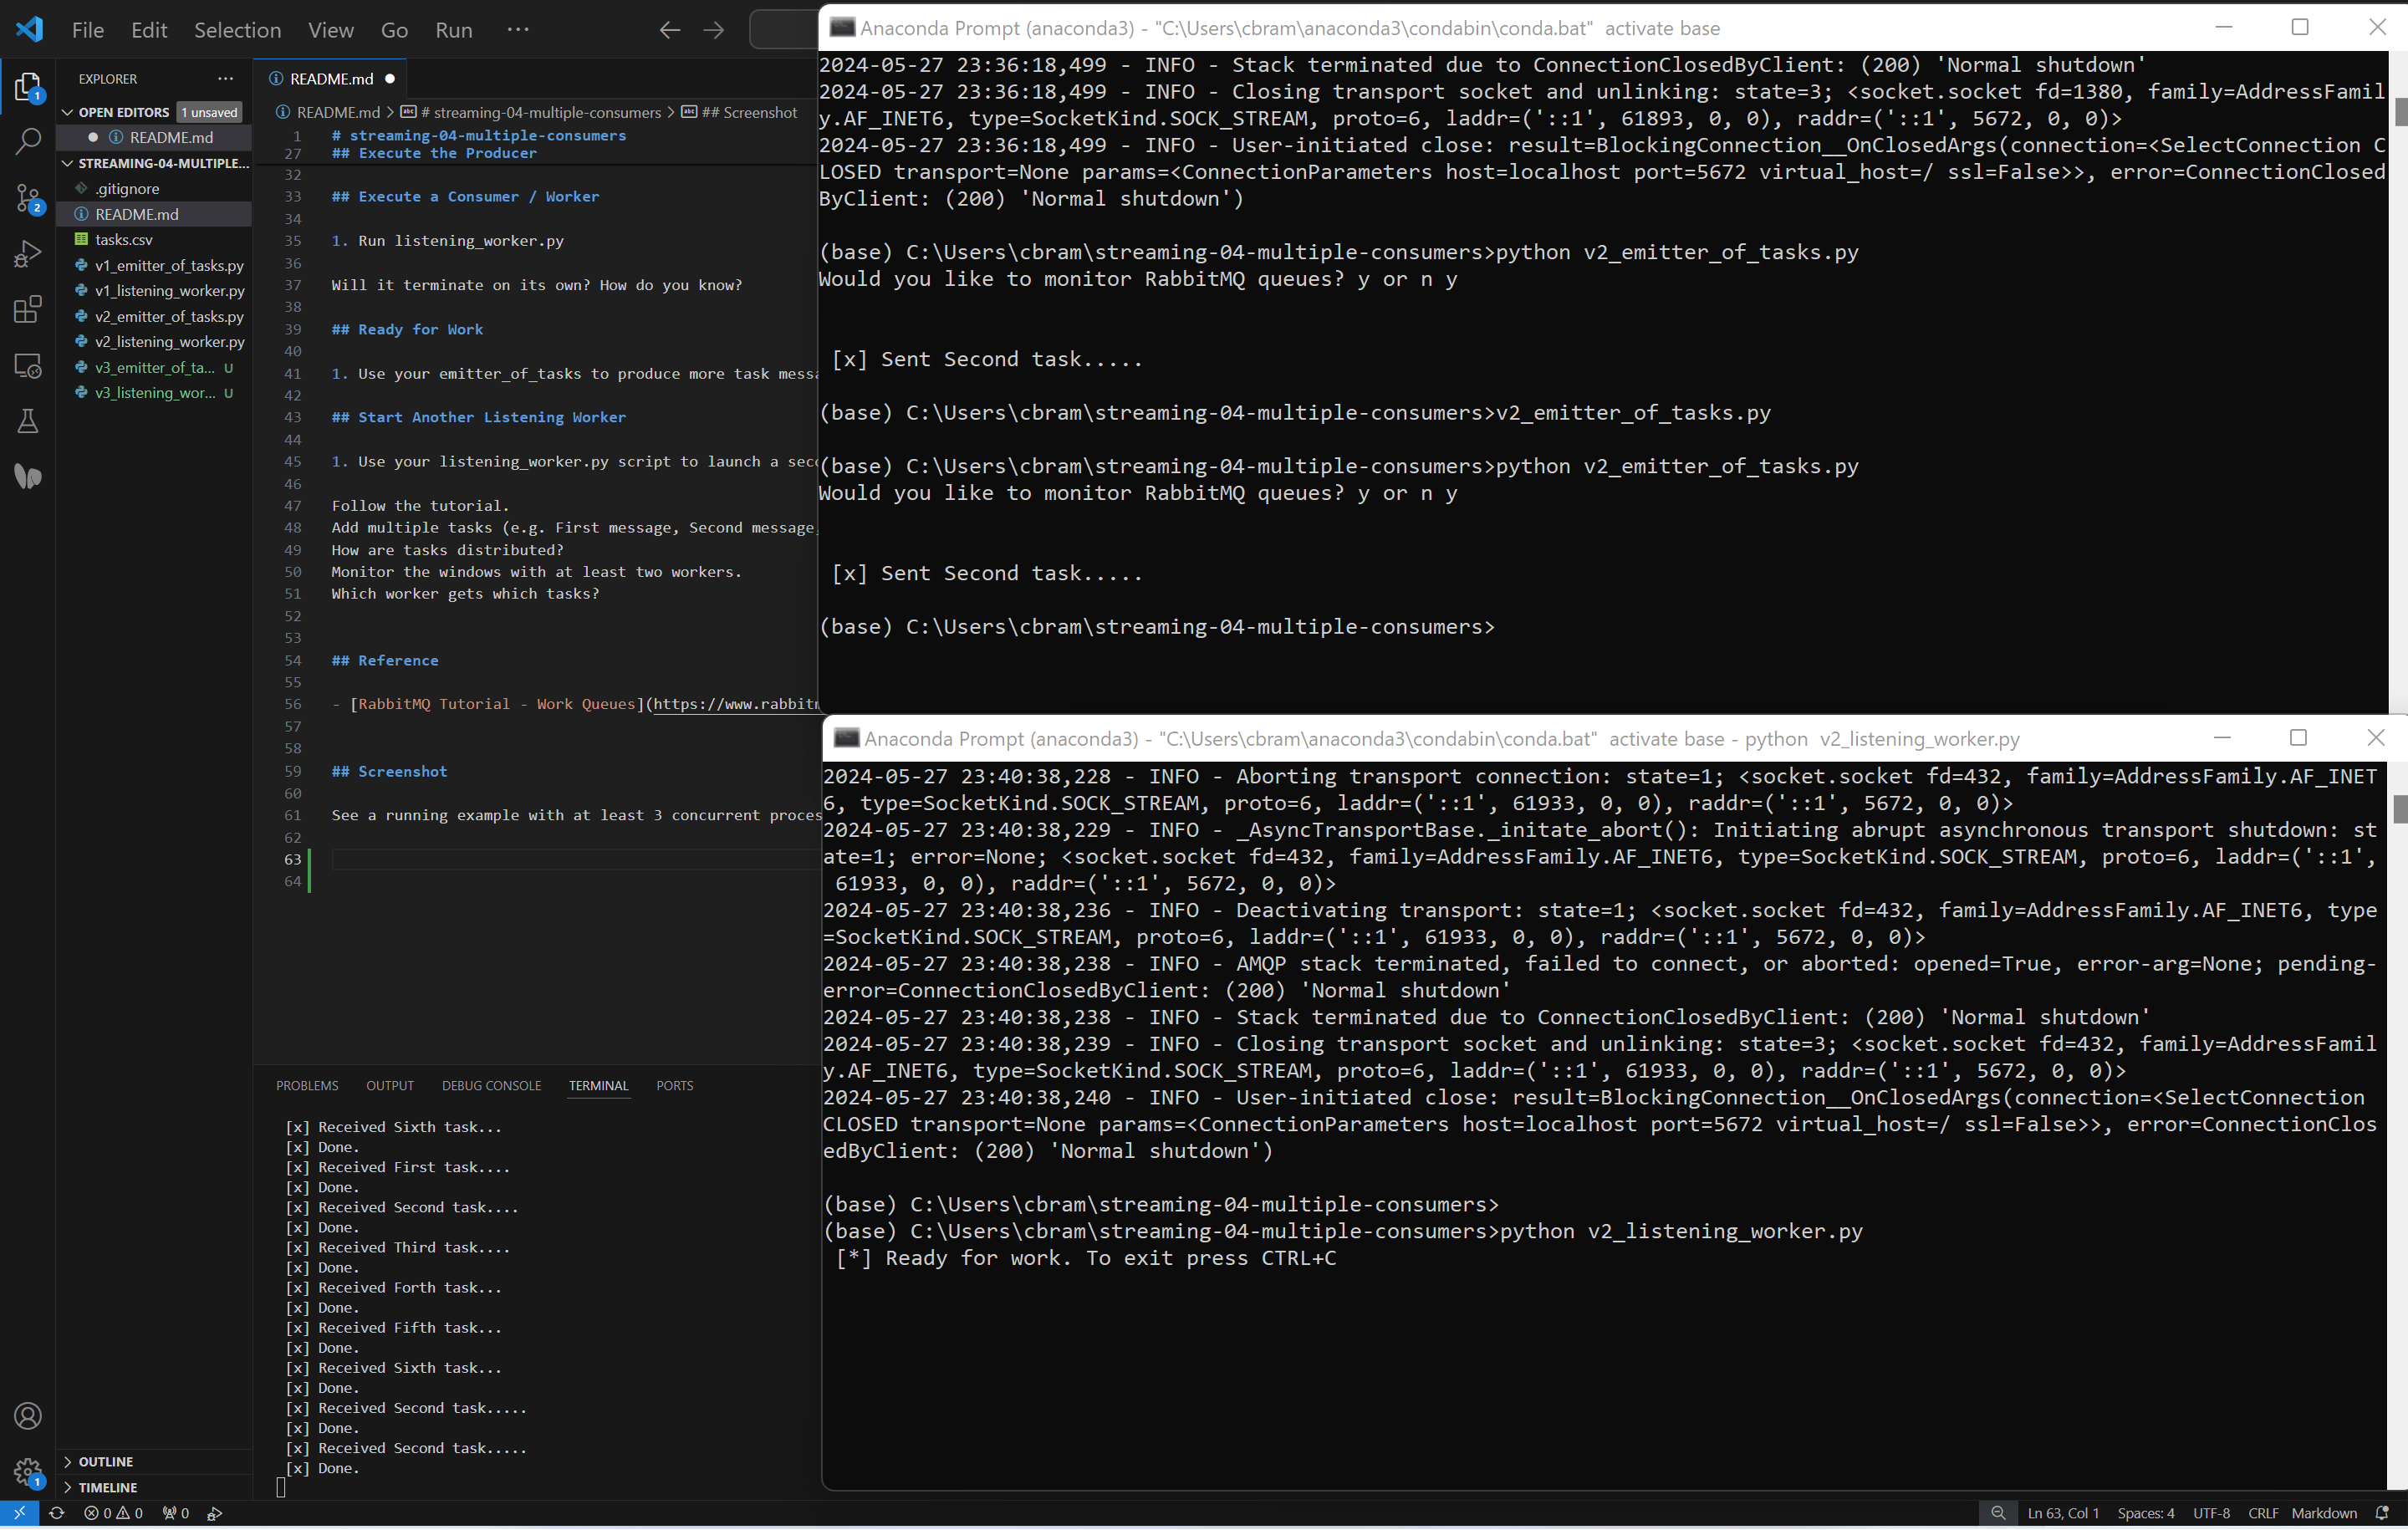 File Edit Selection View Go Run ···
EXPLORER ···
OPEN EDITORS 1 unsaved
README.md
STREAMING-04-MULTIPLE...
.gitignore
README.md
tasks.csv
v1_emitter_of_tasks.py
v1_listening_worker.py
v2_emitter_of_tasks.py
v2_listening_worker.py
v3_emitter_of_ta... U
v3_listening_wor... U
OUTLINE
TIMELINE
README.md
README.md > # streaming-04-multiple-consumers > ## Screenshot
1 # streaming-04-multiple-consumers
27 ## Execute the Producer
32
33 ## Execute a Consumer / Worker
34
35 1. Run listening_worker.py
36
37 Will it terminate on its own? How do you know?
38
39 ## Ready for Work
40
41 1. Use your emitter_of_tasks to produce more task messa
42
43 ## Start Another Listening Worker
44
45 1. Use your listening_worker.py script to launch a seco
46
47 Follow the tutorial.
48 Add multiple tasks (e.g. First message, Second message,
49 How are tasks distributed?
50 Monitor the windows with at least two workers.
51 Which worker gets which tasks?
52
53
54 ## Reference
55
56 - [RabbitMQ Tutorial - Work Queues](https://www.rabbitm
57
58
59 ## Screenshot
60
61 See a running example with at least 3 concurrent proces
62
63
64
PROBLEMS OUTPUT DEBUG CONSOLE TERMINAL PORTS
[x] Received Sixth task...
[x] Done.
[x] Received First task....
[x] Done.
[x] Received Second task....
[x] Done.
[x] Received Third task....
[x] Done.
[x] Received Forth task...
[x] Done.
[x] Received Fifth task...
[x] Done.
[x] Received Sixth task...
[x] Done.
[x] Received Second task.....
[x] Done.
[x] Received Second task.....
[x] Done.
Anaconda Prompt (anaconda3) - "C:\Users\cbram\anaconda3\condabin\conda.bat" activate base
2024-05-27 23:36:18,499 - INFO - Stack terminated due to ConnectionClosedByClient: (200) 'Normal shutdown'
2024-05-27 23:36:18,499 - INFO - Closing transport socket and unlinking: state=3; <socket.socket fd=1380, family=AddressFamil
y.AF_INET6, type=SocketKind.SOCK_STREAM, proto=6, laddr=('::1', 61893, 0, 0), raddr=('::1', 5672, 0, 0)>
2024-05-27 23:36:18,499 - INFO - User-initiated close: result=BlockingConnection__OnClosedArgs(connection=<SelectConnection C
LOSED transport=None params=<ConnectionParameters host=localhost port=5672 virtual_host=/ ssl=False>>, error=ConnectionClosed
ByClient: (200) 'Normal shutdown')
(base) C:\Users\cbram\streaming-04-multiple-consumers>python v2_emitter_of_tasks.py
Would you like to monitor RabbitMQ queues? y or n y
[x] Sent Second task.....
(base) C:\Users\cbram\streaming-04-multiple-consumers>v2_emitter_of_tasks.py
(base) C:\Users\cbram\streaming-04-multiple-consumers>python v2_emitter_of_tasks.py
Would you like to monitor RabbitMQ queues? y or n y
[x] Sent Second task.....
(base) C:\Users\cbram\streaming-04-multiple-consumers>
Anaconda Prompt (anaconda3) - "C:\Users\cbram\anaconda3\condabin\conda.bat" activate base - python v2_listening_worker.py
2024-05-27 23:40:38,228 - INFO - Aborting transport connection: state=1; <socket.socket fd=432, family=AddressFamily.AF_INET
6, type=SocketKind.SOCK_STREAM, proto=6, laddr=('::1', 61933, 0, 0), raddr=('::1', 5672, 0, 0)>
2024-05-27 23:40:38,229 - INFO - _AsyncTransportBase._initate_abort(): Initiating abrupt asynchronous transport shutdown: st
ate=1; error=None; <socket.socket fd=432, family=AddressFamily.AF_INET6, type=SocketKind.SOCK_STREAM, proto=6, laddr=('::1',
61933, 0, 0), raddr=('::1', 5672, 0, 0)>
2024-05-27 23:40:38,236 - INFO - Deactivating transport: state=1; <socket.socket fd=432, family=AddressFamily.AF_INET6, type
=SocketKind.SOCK_STREAM, proto=6, laddr=('::1', 61933, 0, 0), raddr=('::1', 5672, 0, 0)>
2024-05-27 23:40:38,238 - INFO - AMQP stack terminated, failed to connect, or aborted: opened=True, error-arg=None; pending-
error=ConnectionClosedByClient: (200) 'Normal shutdown'
2024-05-27 23:40:38,238 - INFO - Stack terminated due to ConnectionClosedByClient: (200) 'Normal shutdown'
2024-05-27 23:40:38,239 - INFO - Closing transport socket and unlinking: state=3; <socket.socket fd=432, family=AddressFamil
y.AF_INET6, type=SocketKind.SOCK_STREAM, proto=6, laddr=('::1', 61933, 0, 0), raddr=('::1', 5672, 0, 0)>
2024-05-27 23:40:38,240 - INFO - User-initiated close: result=BlockingConnection__OnClosedArgs(connection=<SelectConnection
CLOSED transport=None params=<ConnectionParameters host=localhost port=5672 virtual_host=/ ssl=False>>, error=ConnectionClos
edByClient: (200) 'Normal shutdown')
(base) C:\Users\cbram\streaming-04-multiple-consumers>
(base) C:\Users\cbram\streaming-04-multiple-consumers>python v2_listening_worker.py
[*] Ready for work. To exit press CTRL+C
0 0 0 Ln 63, Col 1 Spaces: 4 UTF-8 CRLF Markdown